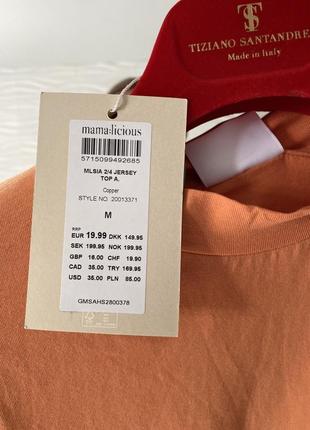 TS
TIZIANO SANTANDRE
Made in Italy
mama;licious
5715099492685
MLSIA 2/4 JERSEY
TOP A.
Copper
STYLE NO. 20013371
M
RRP
EUR 19.99 DKK 149.95
SEK 199.95 NOK 199.95
GBP 16.00 CHF 19.90
CAD 35.00 TRY 169.95
USD 35.00 PLN 85.00
GMSAHS2800378